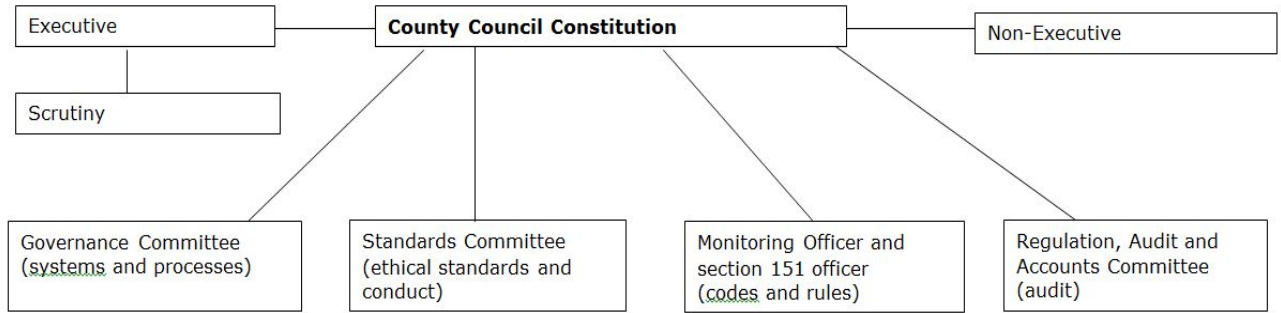 Executive
County Council Constitution
Non-Executive
Scrutiny
Governance Committee
(systems and processes)
Standards Committee
(ethical standards and
conduct)
Monitoring Officer and
section 151 officer
(codes and rules)
Regulation, Audit and
Accounts Committee
(audit)